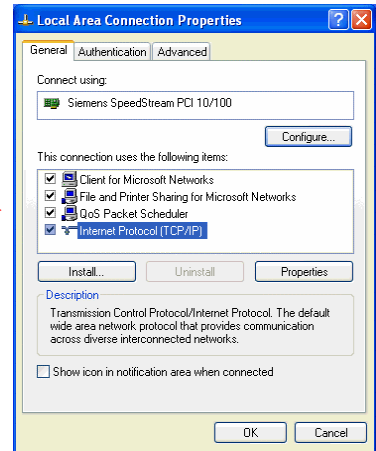 Local Area Connection Properties
General Authentication Advanced
Connect using:
Siemens SpeedStream PCI 10/100
Configure...
This connection uses the following items:
Client for Microsoft Networks
File and Printer Sharing for Microsoft Networks
QoS Packet Scheduler
Internet Protocol (TCP/IP)
Install... Uninstall Properties
Description
Transmission Control Protocol/Internet Protocol. The default
wide area network protocol that provides communication
across diverse interconnected networks.
Show icon in notification area when connected
OK Cancel